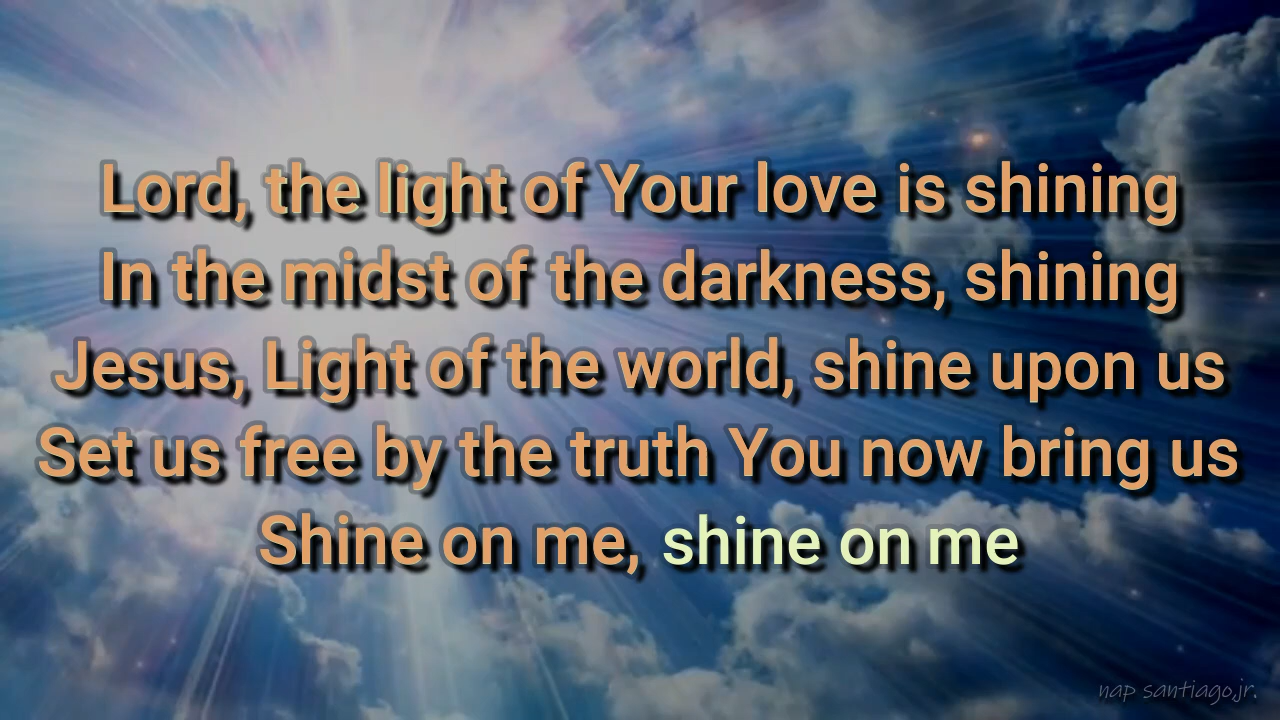 Lord, the light of Your love is shining
In the midst of the darkness, shining
Jesus, Light of the world, shine upon us
Set us free by the truth You now bring us
Shine on me, shine on me
nap santiago,jr.